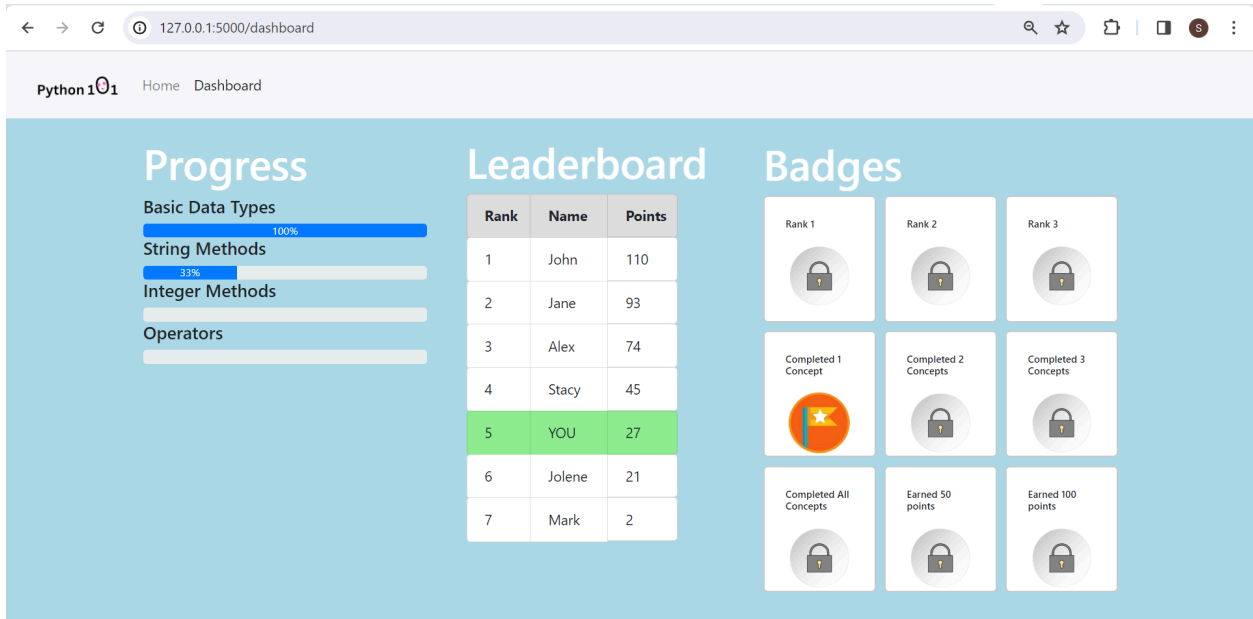 127.0.0.1:5000/dashboard
S
Python 101
Home Dashboard
Progress
Basic Data Types
100%
String Methods
33%
Integer Methods
Operators
Leaderboard
Rank Name Points
1 John 110
2 Jane 93
3 Alex 74
4 Stacy 45
5 YOU 27
6 Jolene 21
7 Mark 2
Badges
Rank 1
Rank 2
Rank 3
Completed 1
Concept
Completed 2
Concepts
Completed 3
Concepts
Completed All
Concepts
Earned 50
points
Earned 100
points